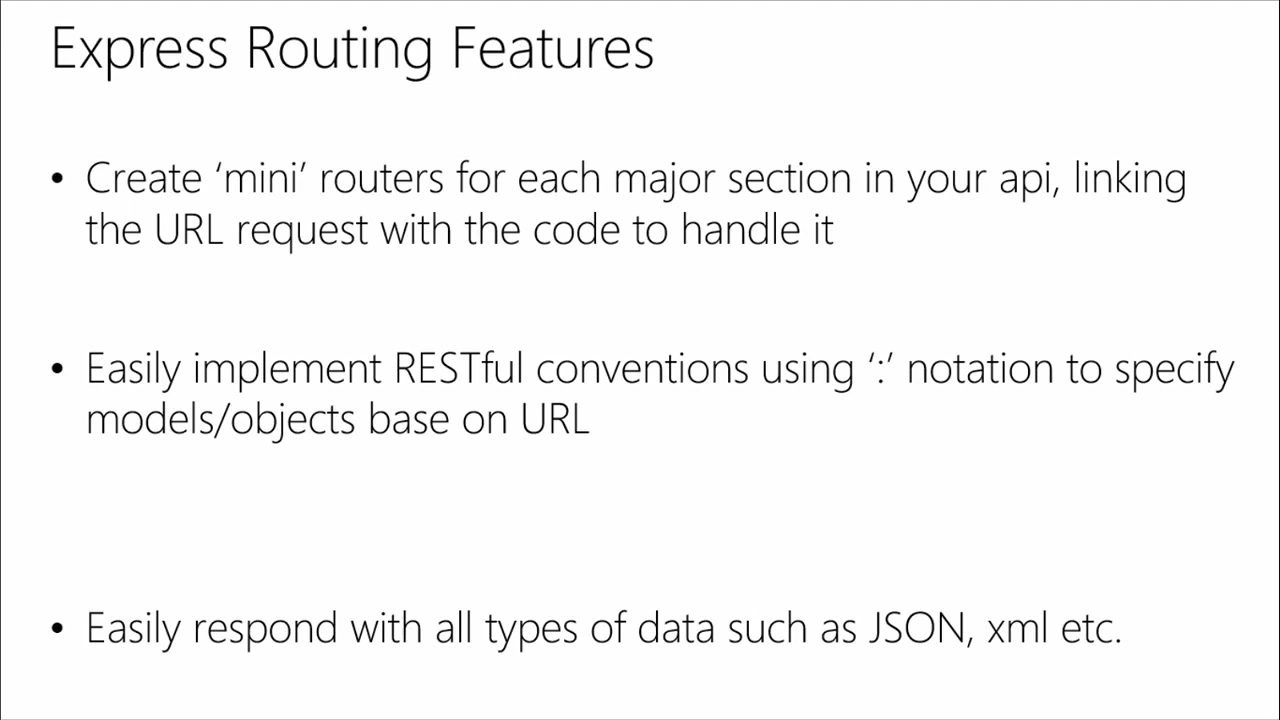 Express Routing Features
• Create ‘mini’ routers for each major section in your api, linking
the URL request with the code to handle it
• Easily implement RESTful conventions using ‘:’ notation to specify
models/objects base on URL
• Easily respond with all types of data such as JSON, xml etc.